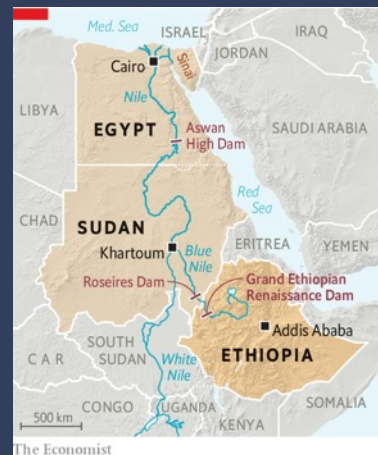 Med. Sea
ISRAEL
IRAQ
JORDAN
Cairo
Sinai
Nile
LIBYA
EGYPT
Aswan
High Dam
SAUDI ARABIA
Red
Sea
CHAD
SUDAN
Khartoum
Blue
Nile
ERITREA
YEMEN
Roseires Dam
Grand Ethiopian
Renaissance Dam
Addis Ababa
ETHIOPIA
CAR
SOUTH
SUDAN
White
Nile
SOMALIA
500 km
CONGO
UGANDA
KENYA
The Economist